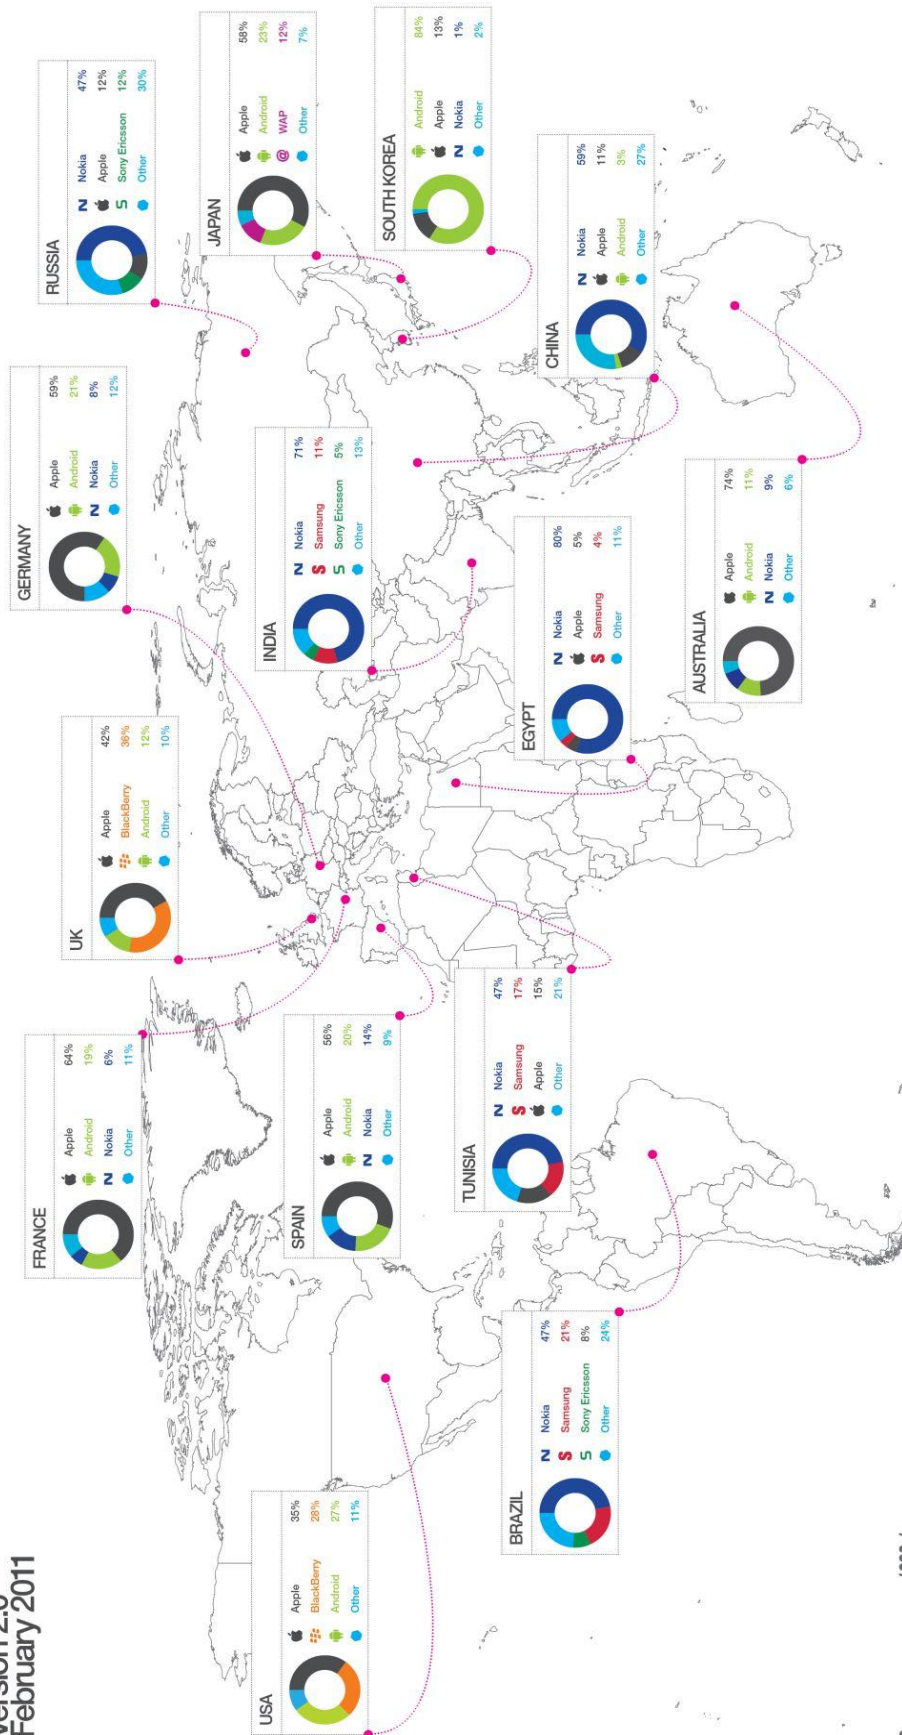 Version 2.0
February 2011
FRANCE
Apple 64%
Android 19%
Nokia 6%
Other 11%
UK
Apple 42%
BlackBerry 36%
Android 12%
Other 10%
GERMANY
Apple 59%
Android 21%
Nokia 8%
Other 12%
RUSSIA
Nokia 47%
Apple 12%
Sony Ericsson 12%
Other 30%
JAPAN
Apple 58%
Android 23%
WAP 12%
Other 7%
USA
Apple 35%
BlackBerry 28%
Android 27%
Other 11%
SPAIN
Apple 56%
Android 20%
Nokia 14%
Other 9%
INDIA
Nokia 71%
Samsung 11%
Sony Ericsson 5%
Other 13%
SOUTH KOREA
Android 84%
Apple 13%
Nokia 1%
Other 2%
TUNISIA
Nokia 47%
Samsung 17%
Apple 15%
Other 21%
BRAZIL
Nokia 47%
Samsung 21%
Sony Ericsson 8%
Other 24%
EGYPT
Nokia 80%
Apple 5%
Samsung 4%
Other 11%
CHINA
Nokia 59%
Apple 11%
Android 3%
Other 27%
AUSTRALIA
Apple 74%
Android 11%
Nokia 9%
Other 6%